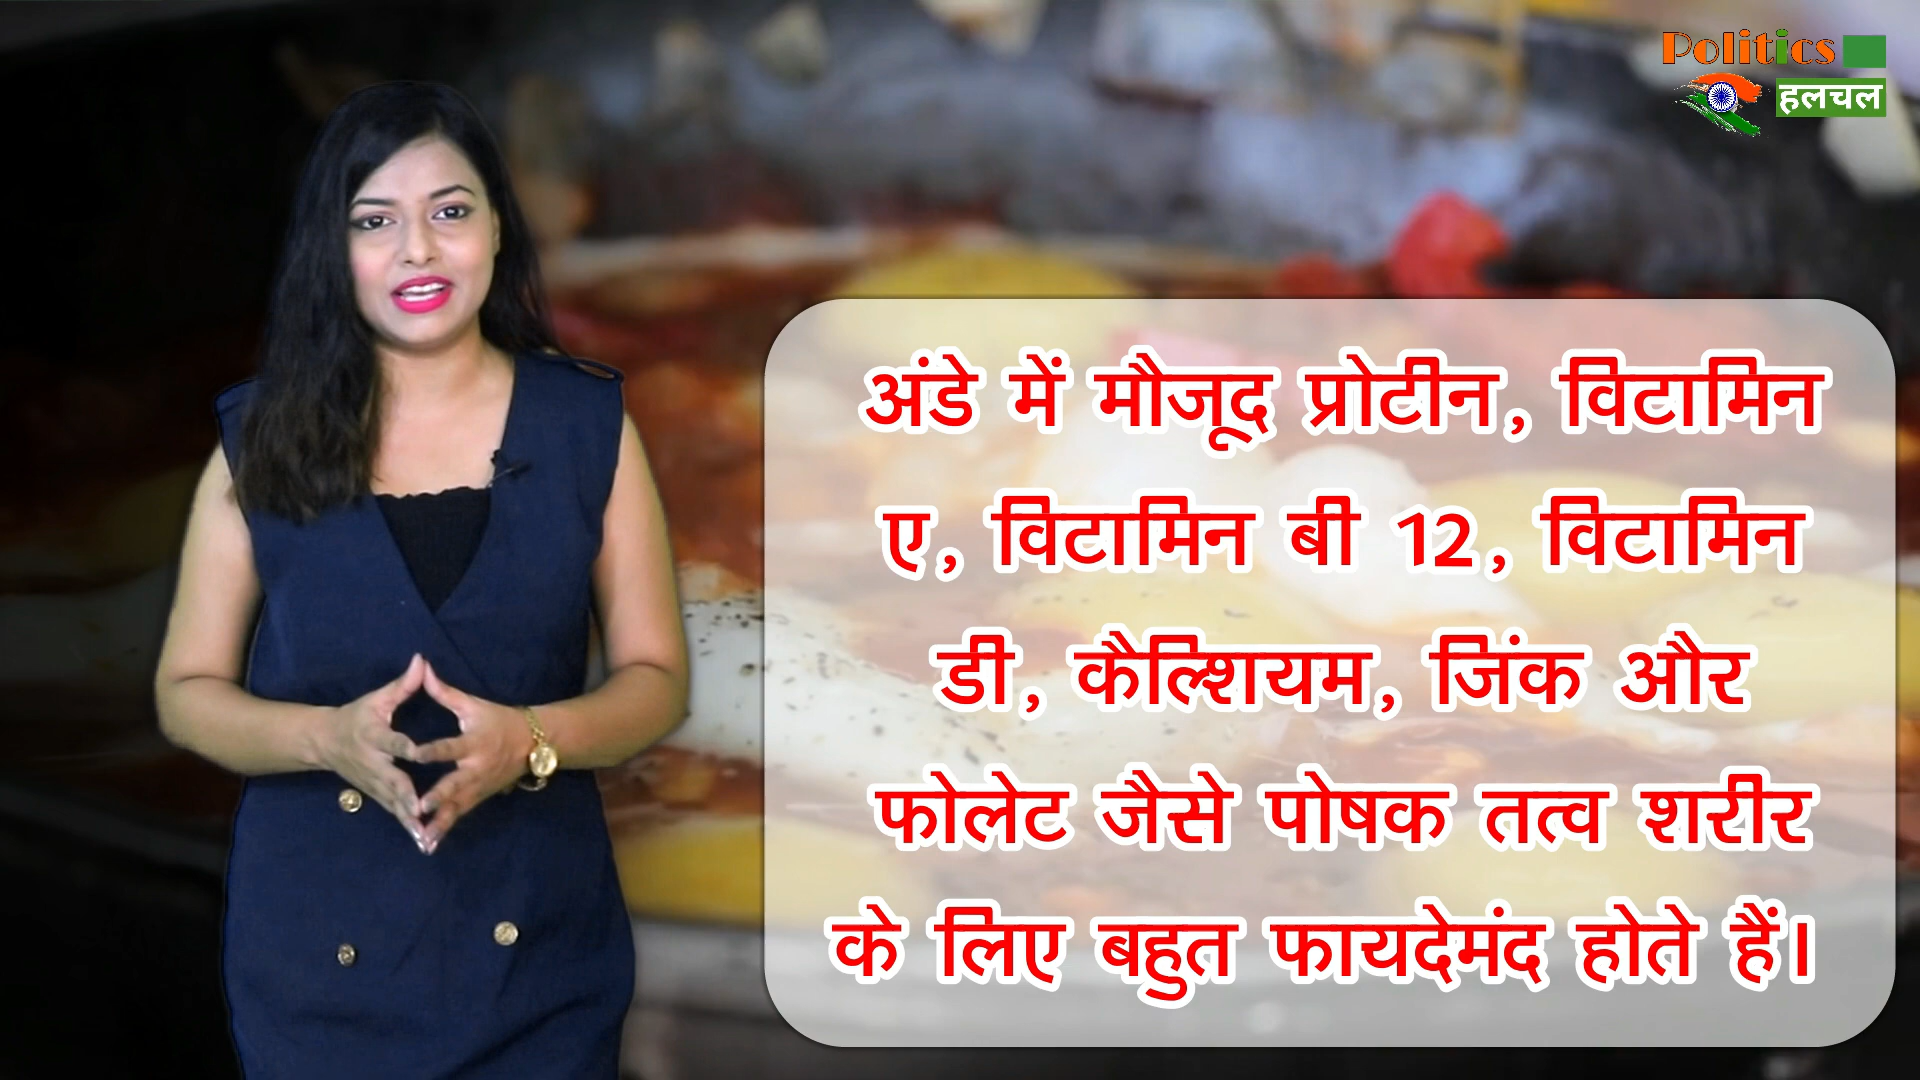 Politics
हलचल
अंडे में मौजूद प्रोटीन, विटामिन
ए, विटामिन बी 12, विटामिन
डी, कैल्शियम, जिंक और
फोलेट जैसे पोषक तत्व शरीर
के लिए बहुत फायदेमंद होते हैं।